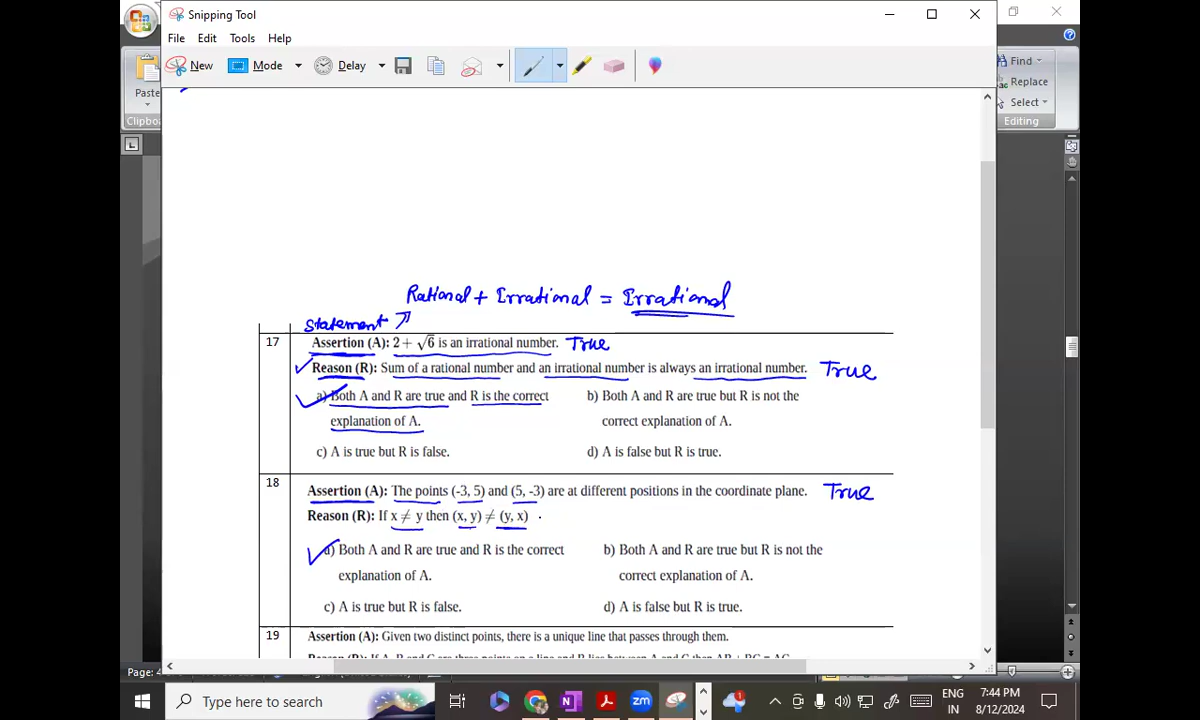 Snipping Tool
File Edit Tools Help
New Mode Delay
Paste
Find
Replace
Select
Clipbo
Editing
Rational + Irrational = Irrational
Statement
17 Assertion (A): 2 + √6 is an irrational number. True
Reason (R): Sum of a rational number and an irrational number is always an irrational number. True
a) Both A and R are true and R is the correct b) Both A and R are true but R is not the
explanation of A. correct explanation of A.
c) A is true but R is false. d) A is false but R is true.
18 Assertion (A): The points (-3, 5) and (5, -3) are at different positions in the coordinate plane. True
Reason (R): If x ≠ y then (x, y) ≠ (y, x)
a) Both A and R are true and R is the correct b) Both A and R are true but R is not the
explanation of A. correct explanation of A.
c) A is true but R is false. d) A is false but R is true.
19 Assertion (A): Given two distinct points, there is a unique line that passes through them.
Page: 4
Type here to search
ENG
IN
7:44 PM
8/12/2024